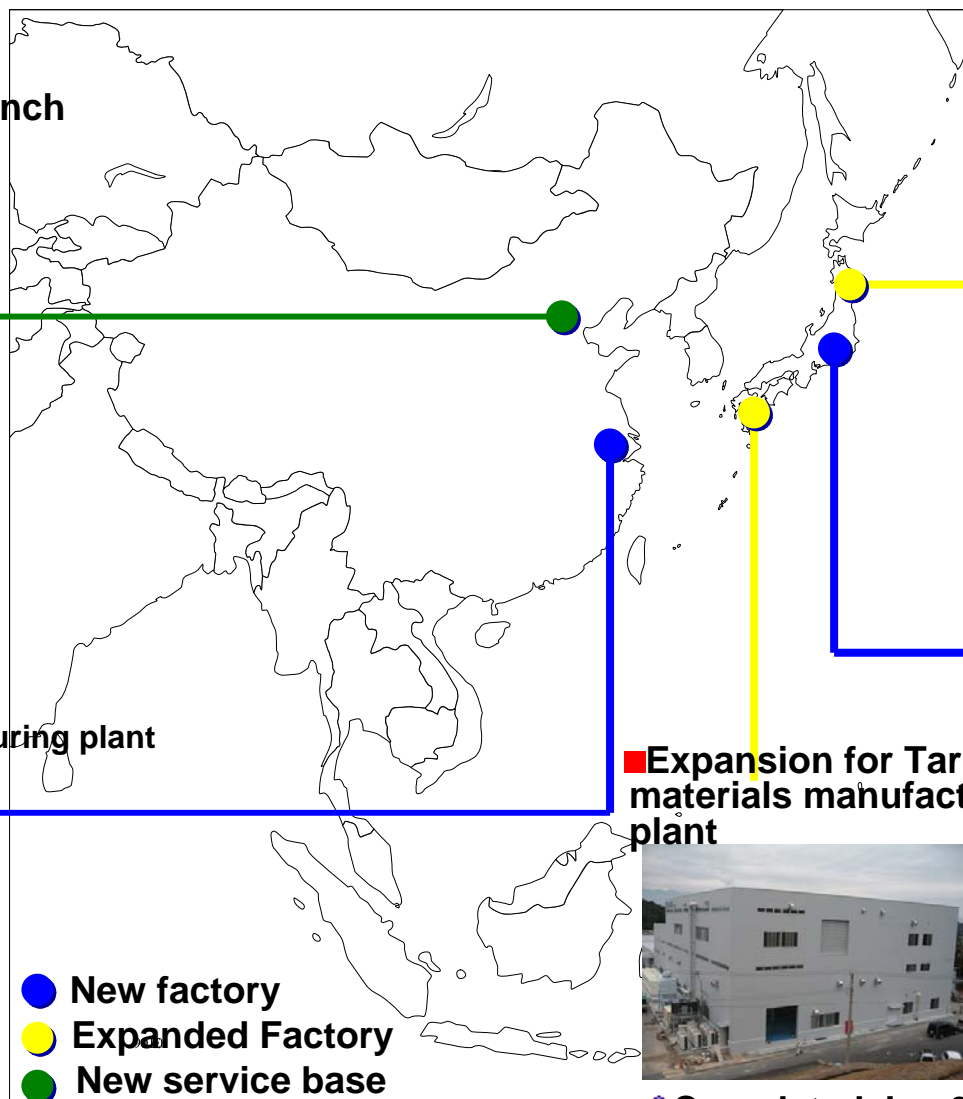 nch
uring plant
Expansion for Tar
materials manufact
plant
New factory
Expanded Factory
New service base